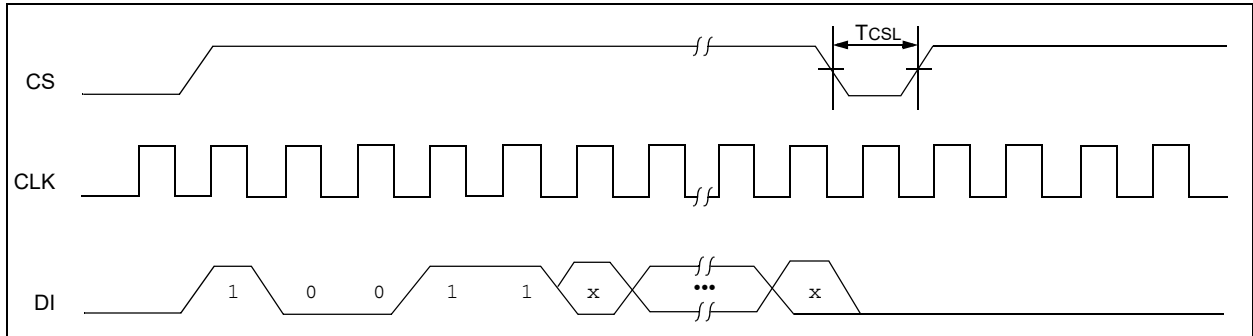 TCSL
CS
CLK
DI
1 0 0 1 1 x ••• x